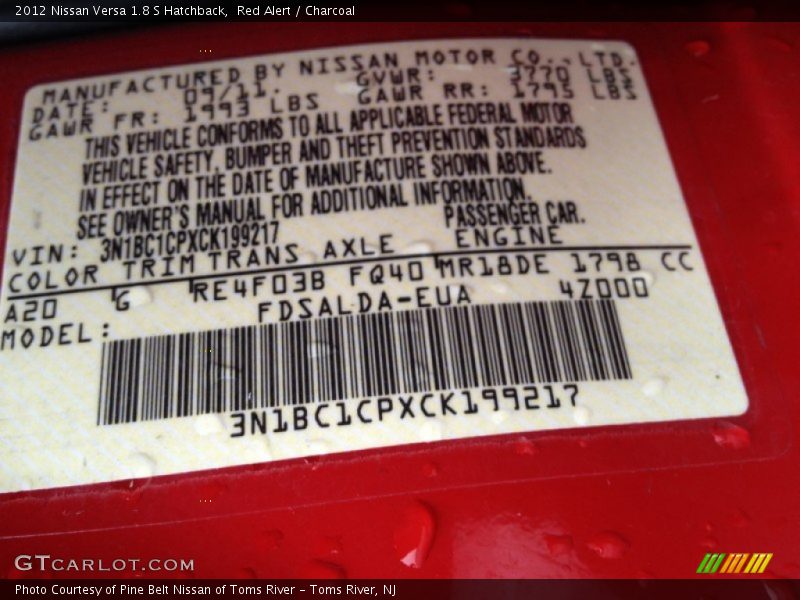 2012 Nissan Versa 1.8 S Hatchback,  Red Alert / Charcoal
MANUFACTURED BY NISSAN MOTOR CO.,LTD.
DATE: 09/11. GVWR: 3770 LBS
GAWR FR: 1993 LBS GAWR RR: 1795 LBS
THIS VEHICLE CONFORMS TO ALL APPLICABLE FEDERAL MOTOR
VEHICLE SAFETY, BUMPER AND THEFT PREVENTION STANDARDS
IN EFFECT ON THE DATE OF MANUFACTURE SHOWN ABOVE.
SEE OWNER'S MANUAL FOR ADDITIONAL INFORMATION.
VIN: 3N1BC1CPXCK199217 PASSENGER CAR.
COLOR TRIM TRANS AXLE ENGINE
A20 G RE4F03B FQ40 MR18DE 1798 CC
MODEL: FDSALDA-EUA 4Z000
3N1BC1CPXCK199217
GTCARLOT.COM
Photo Courtesy of Pine Belt Nissan of Toms River – Toms River, NJ